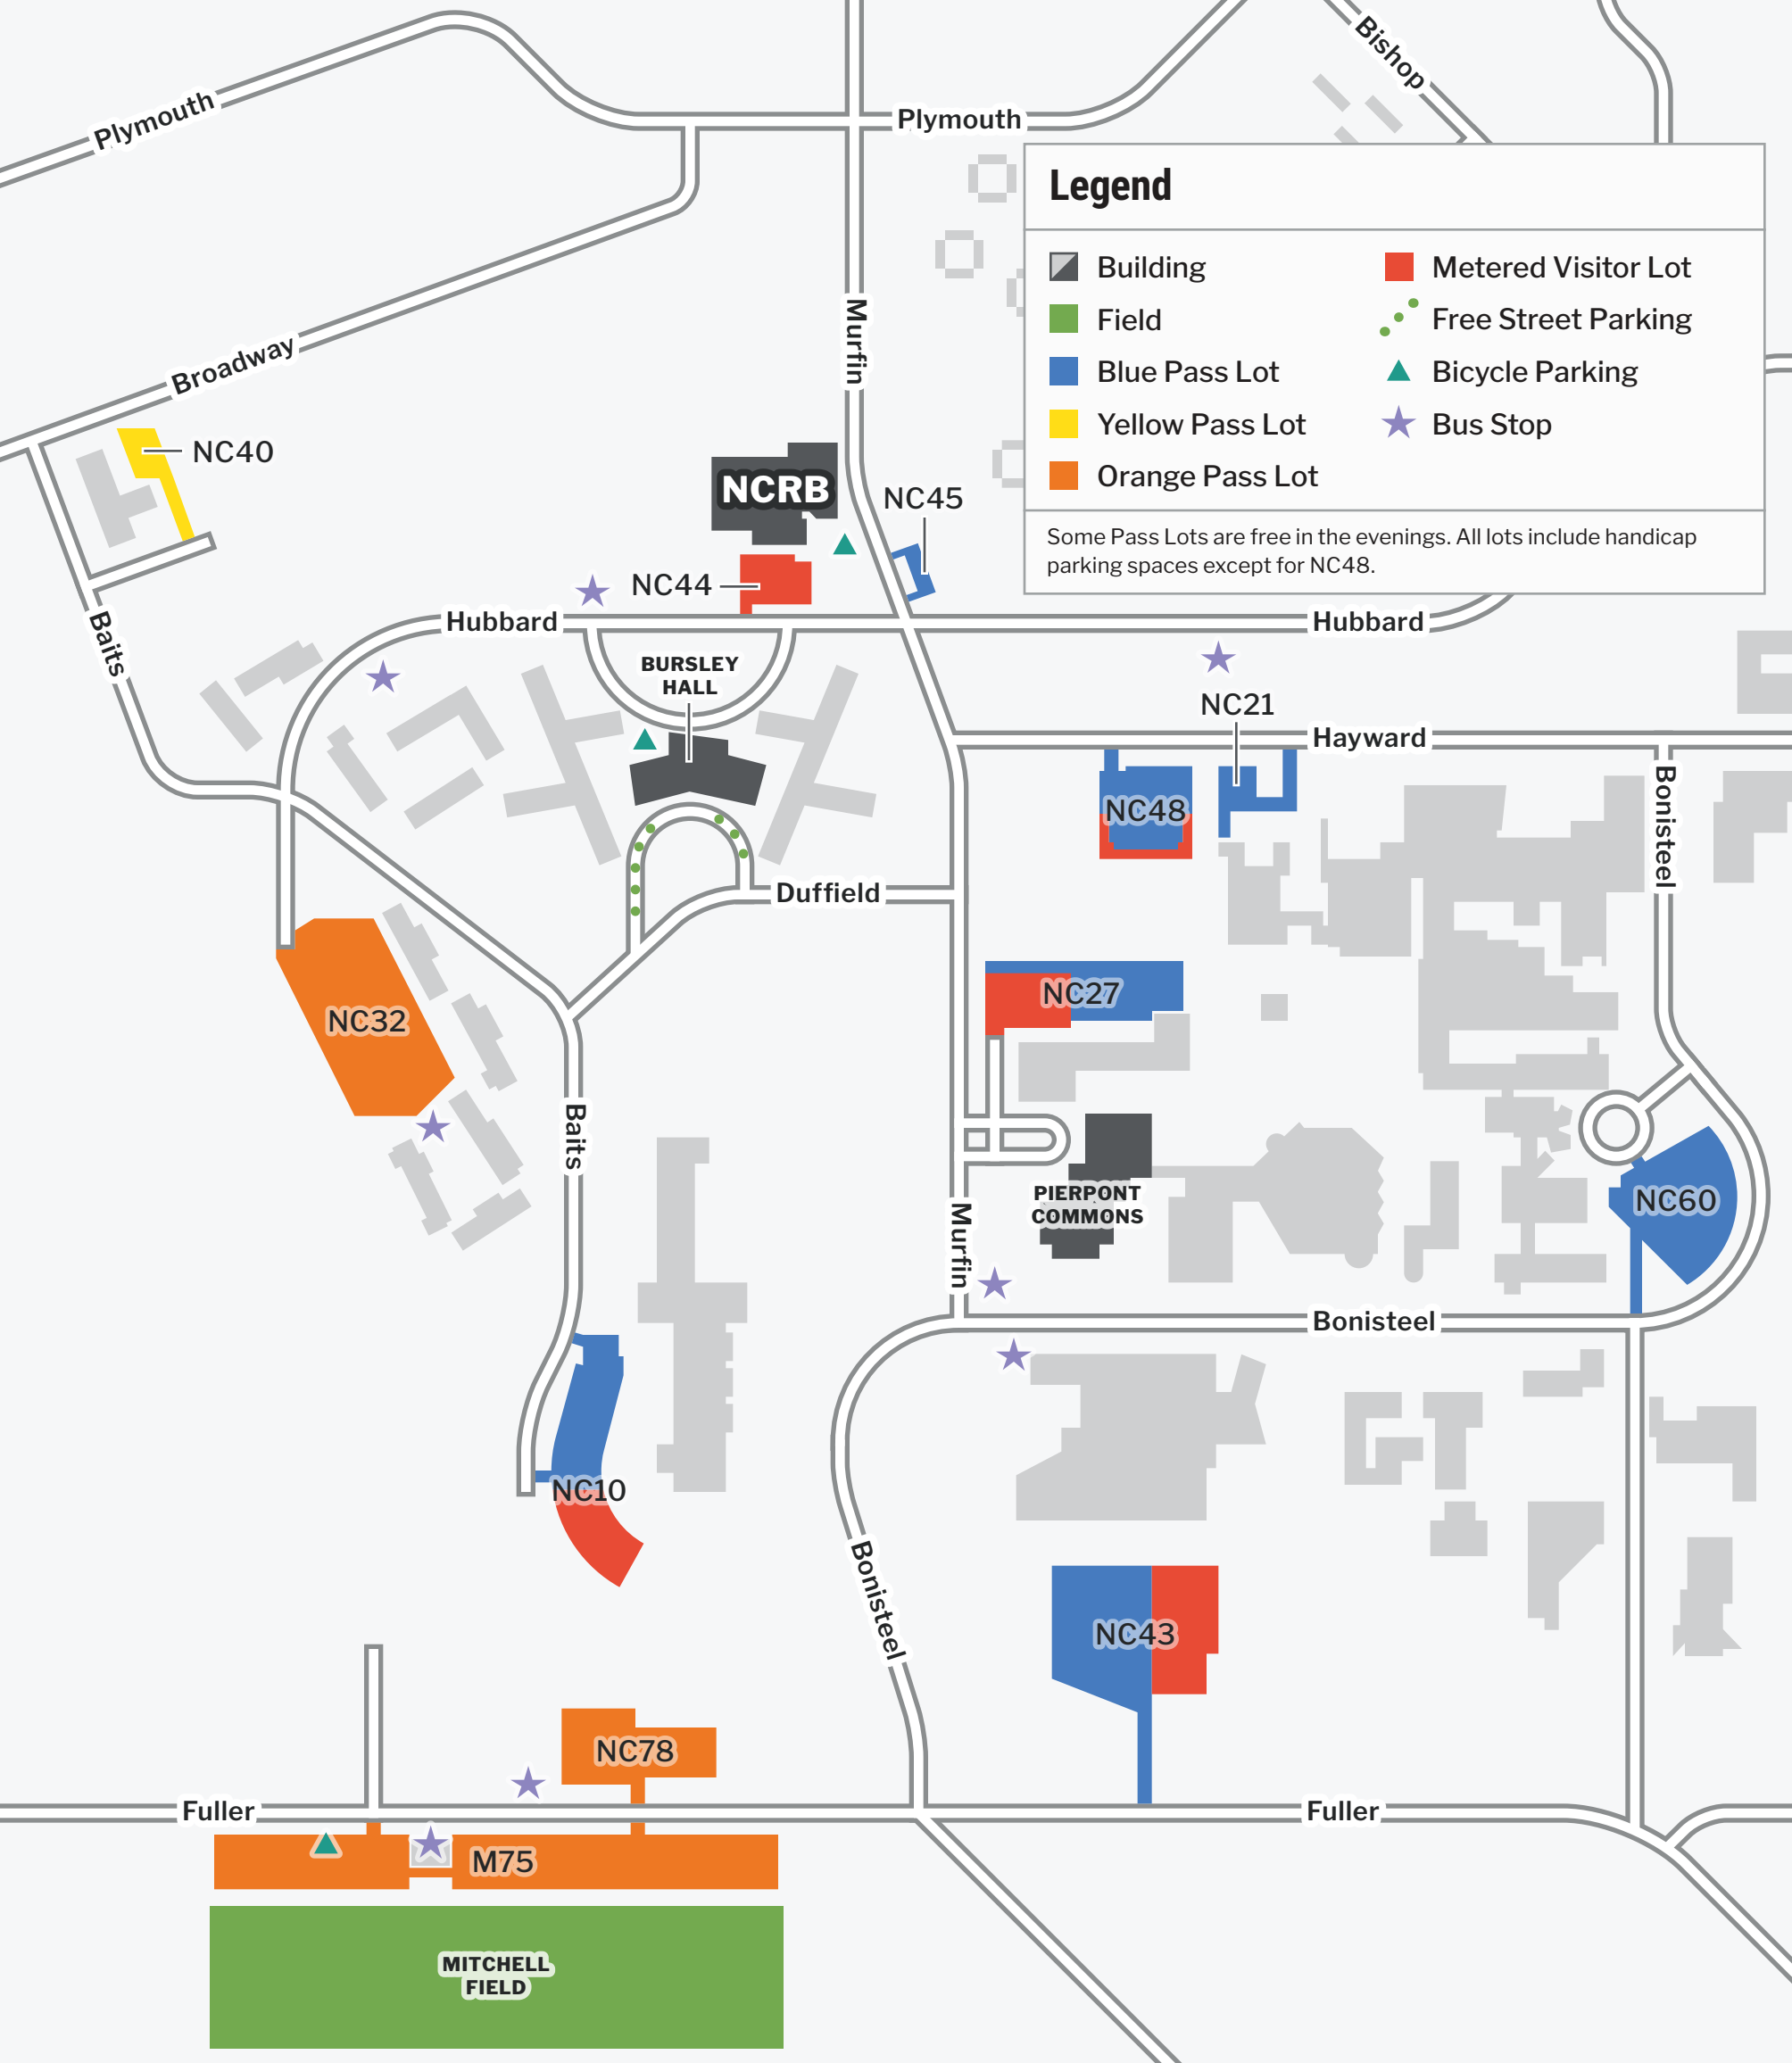 Bishop
Plymouth
Plymouth
Legend
Building
Field
Blue Pass Lot
Yellow Pass Lot
Orange Pass Lot
Metered Visitor Lot
Free Street Parking
Bicycle Parking
Bus Stop
Some Pass Lots are free in the evenings. All lots include handicap
parking spaces except for NC48.
Murfin
Broadway
NC40
NCRB
NC45
NC44
Baits
Hubbard
Hubbard
BURSLEY
HALL
NC21
Hayward
NC48
Bonisteel
Duffield
NC27
NC32
Baits
PIERPONT
COMMONS
NC60
Murfin
Bonisteel
NC10
Bonisteel
NC43
NC78
Fuller
Fuller
M75
MITCHELL
FIELD